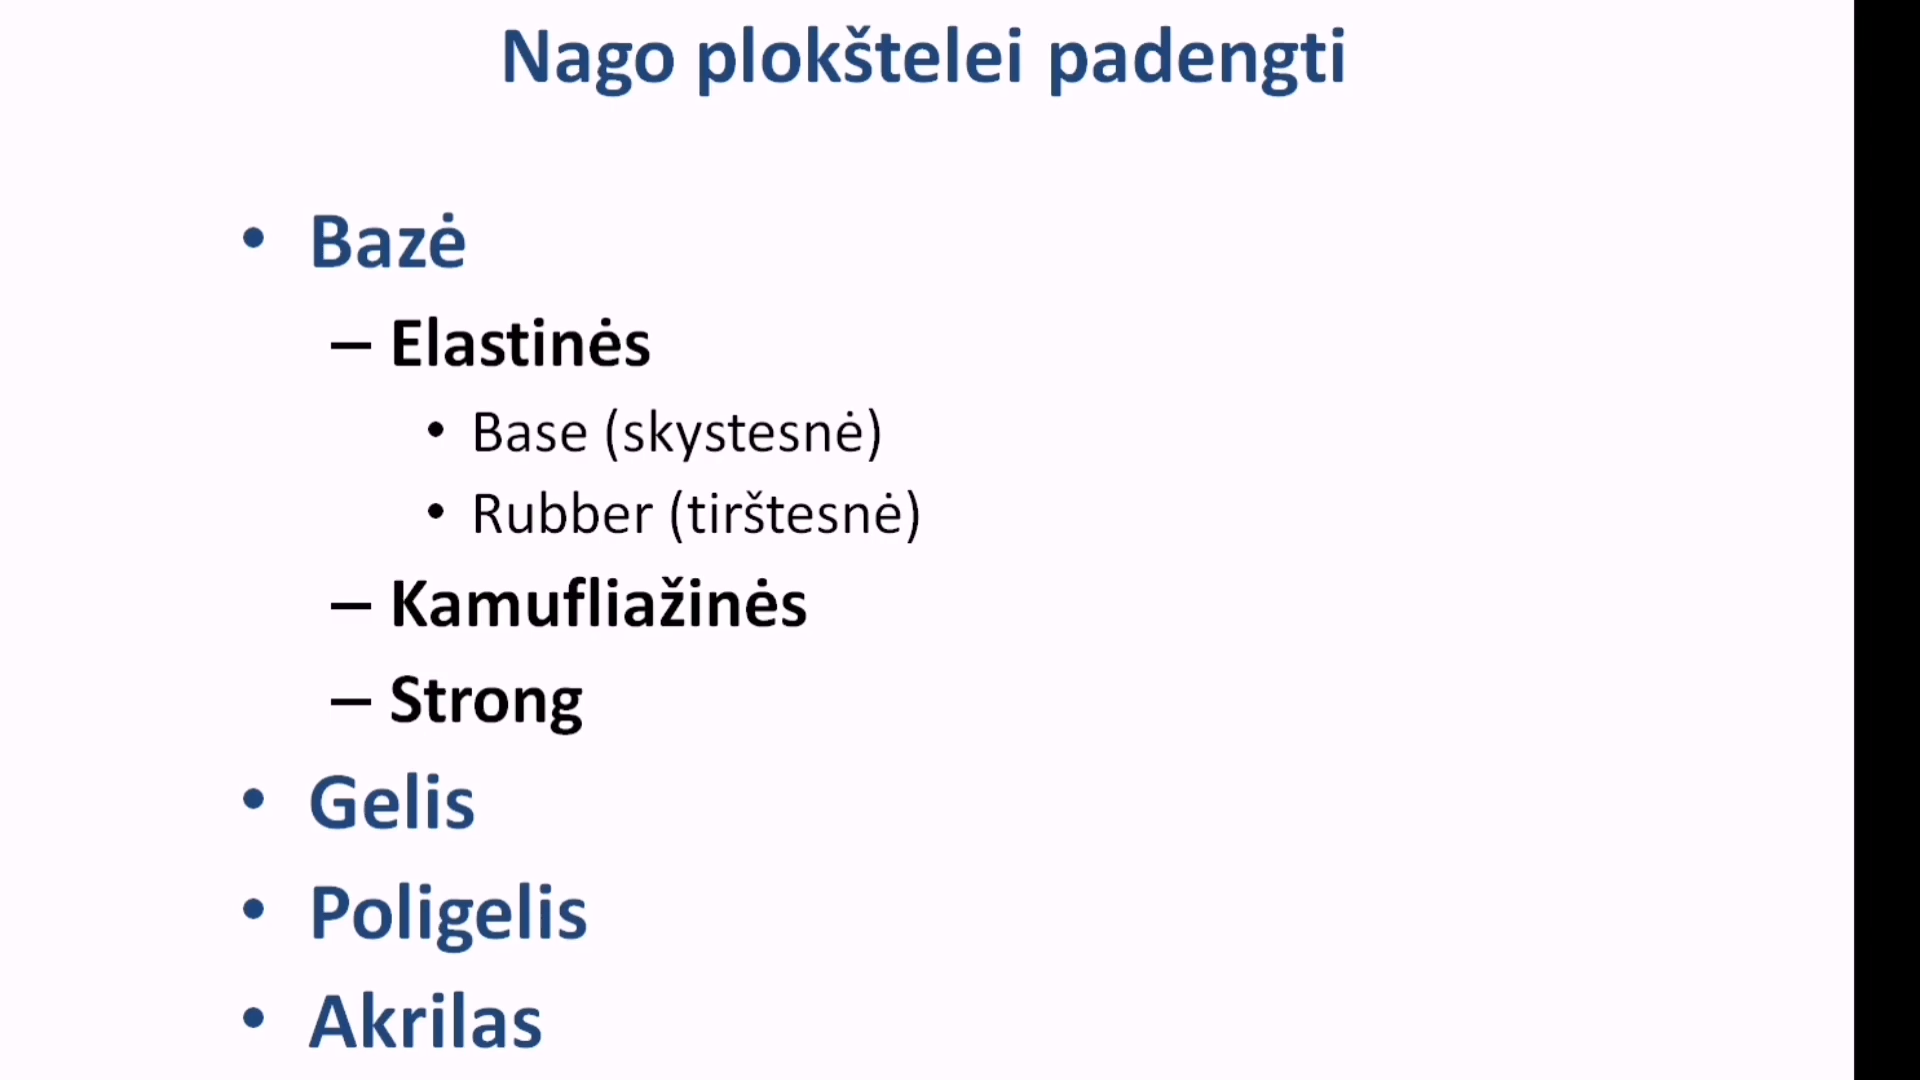 Nago plokštelei padengti
• Bazė
– Elastinės
• Base (skystesnė)
• Rubber (tirštesnė)
– Kamufliažinės
– Strong
• Gelis
• Poligelis
• Akrilas